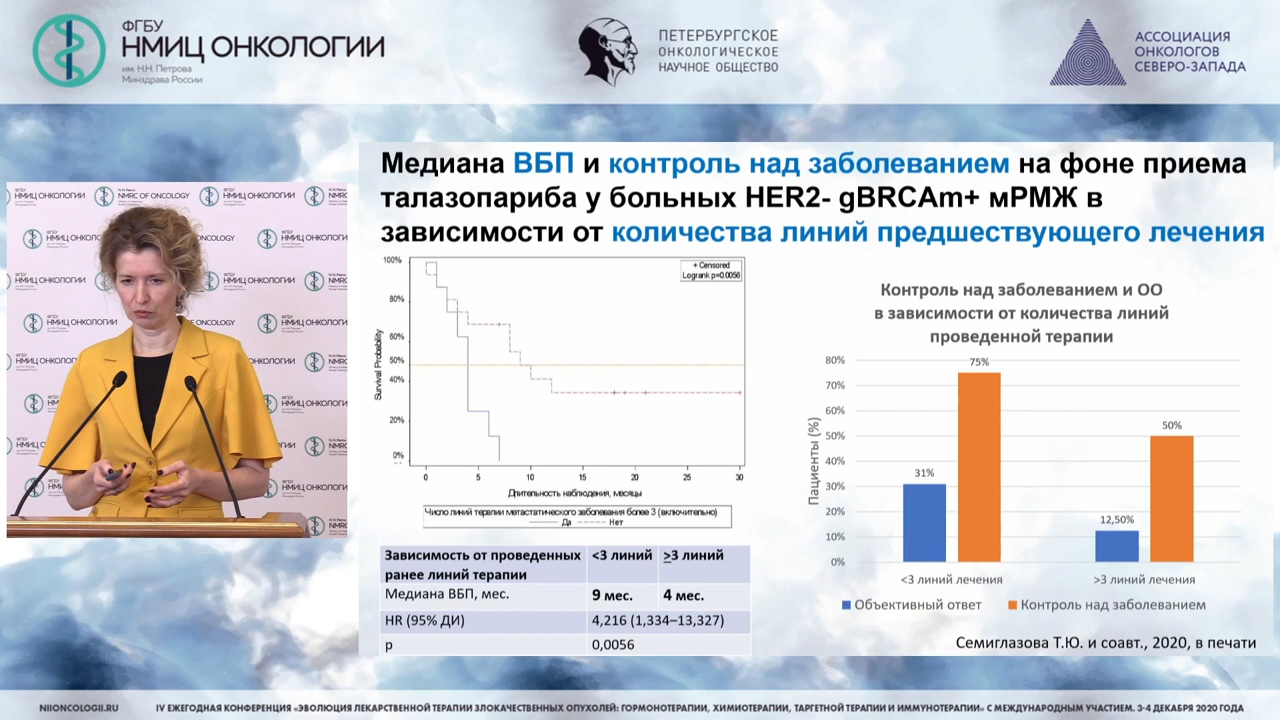 ФГБУ
НМИЦ ОНКОЛОГИИ
им. Н.Н. Петрова
Минздрава России
ПЕТЕРБУРГСКОЕ
ОНКОЛОГИЧЕСКОЕ
НАУЧНОЕ ОБЩЕСТВО
АССОЦИАЦИЯ
ОНКОЛОГОВ
СЕВЕРО-ЗАПАДА
Медиана ВБП и контроль над заболеванием на фоне приема
талазопариба у больных HER2- gBRCAm+ мРМЖ в
зависимости от количества линий предшествующего лечения
+ Censored
Logrank p=0.0056
100%
80%
60%
50%
40%
20%
0%
Survival Probability
0 5 10 15 20 25 30
Длительность наблюдения, месяцы
Число линий терапии метастатического заболевания более 3 (включительно)
Да Нет
Зависимость от проведенных ранее линий терапии <3 линий ≥3 линий
Медиана ВБП, мес. 9 мес. 4 мес.
HR (95% ДИ) 4,216 (1,334–13,327)
p 0,0056
Контроль над заболеванием и ОО
в зависимости от количества линий
проведенной терапии
Пациенты (%)
80%
70%
60%
50%
40%
30%
20%
10%
0%
31%
75%
12,50%
50%
<3 линий лечения >3 линий лечения
Объективный ответ Контроль над заболеванием
Семиглазова Т.Ю. и соавт., 2020, в печати
NMRC OF ONCOLOGY
НМИЦ ОНКОЛОГИИ
NIIONCOLOGII.RU
IV ЕЖЕГОДНАЯ КОНФЕРЕНЦИЯ «ЭВОЛЮЦИЯ ЛЕКАРСТВЕННОЙ ТЕРАПИИ ЗЛОКАЧЕСТВЕННЫХ ОПУХОЛЕЙ: ГОРМОНОТЕРАПИИ, ХИМИОТЕРАПИИ, ТАРГЕТНОЙ ТЕРАПИИ И ИММУНОТЕРАПИИ» С МЕЖДУНАРОДНЫМ УЧАСТИЕМ. 3-4 ДЕКАБРЯ 2020 ГОДА